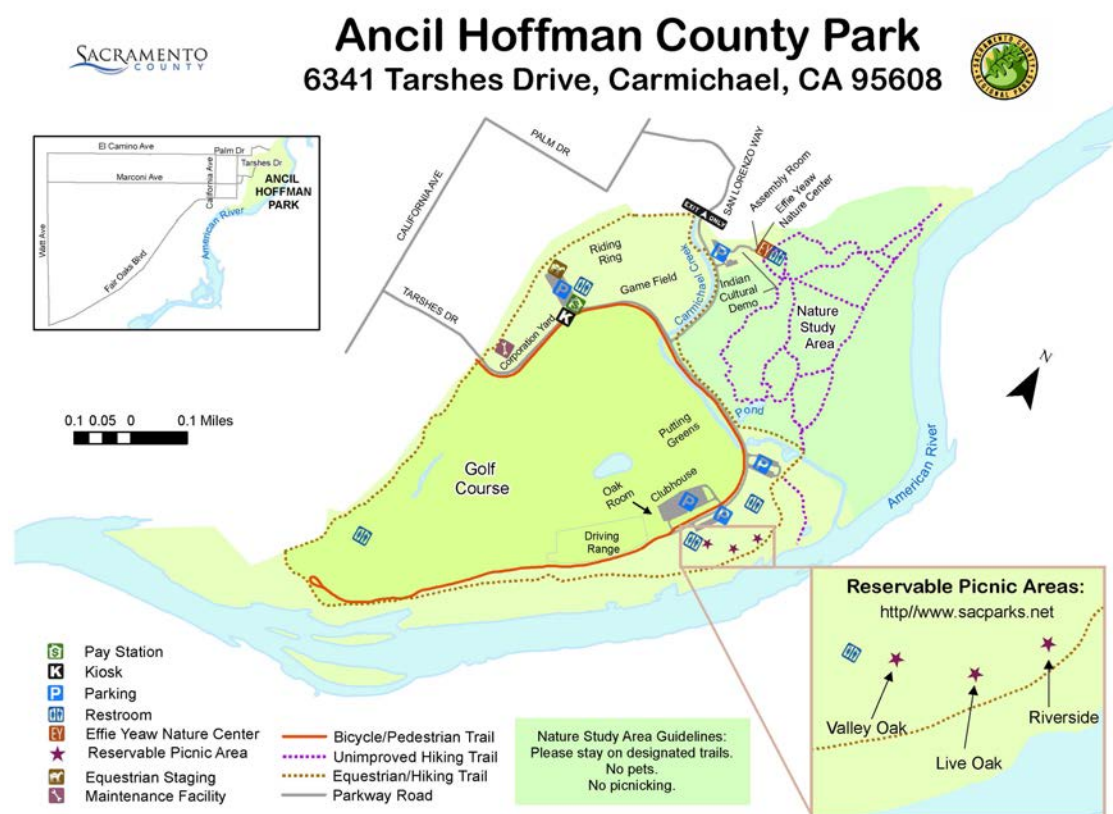 SACRAMENTO
COUNTY
Ancil Hoffman County Park
6341 Tarshes Drive, Carmichael, CA 95608
SACRAMENTO COUNTY
REGIONAL PARKS
El Camino Ave
Palm Dr
Tarshes Dr
California Ave
Marconi Ave
ANCIL
HOFFMAN
PARK
American River
Watt Ave
Fair Oaks Blvd
PALM DR
CALIFORNIA AVE
TARSHES DR
SAN LORENZO WAY
EXIT ONLY
Assembly Room
Effie Yeaw
Nature Center
EY
P
Riding
Ring
Game Field
Carmichael Creek
Indian
Cultural
Demo
Nature
Study
Area
P
$
K
Corporation Yard
N
0.1 0.05 0 0.1 Miles
Pond
Putting
Greens
American River
Golf
Course
Oak
Room
Clubhouse
P
P
P
Driving
Range
Reservable Picnic Areas:
http//www.sacparks.net
Valley Oak
Live Oak
Riverside
$ Pay Station
K Kiosk
P Parking
Restroom
EY Effie Yeaw Nature Center
Reservable Picnic Area
Equestrian Staging
Maintenance Facility
Bicycle/Pedestrian Trail
Unimproved Hiking Trail
Equestrian/Hiking Trail
Parkway Road
Nature Study Area Guidelines:
Please stay on designated trails.
No pets.
No picnicking.